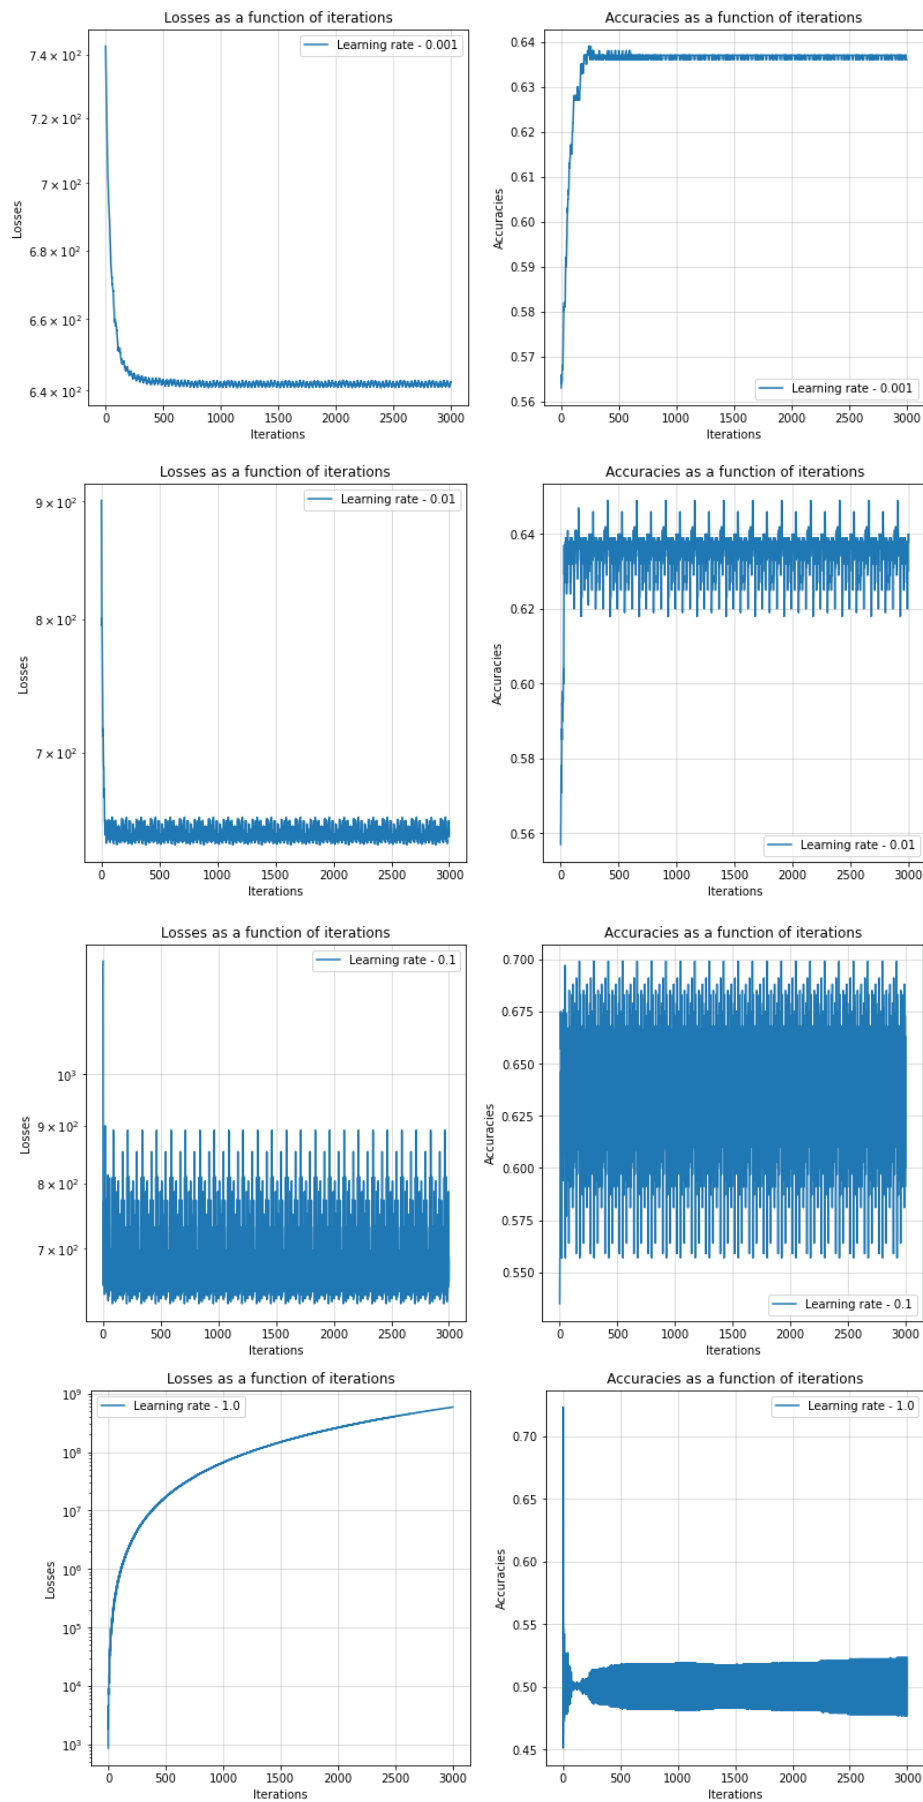 Losses as a function of iterations
Learning rate - 0.001
7.4 × 10²
7.2 × 10²
7 × 10²
6.8 × 10²
6.6 × 10²
6.4 × 10²
Losses
0 500 1000 1500 2000 2500 3000
Iterations
Accuracies as a function of iterations
0.64
0.63
0.62
0.61
0.60
0.59
0.58
0.57
0.56
Accuracies
Learning rate - 0.001
0 500 1000 1500 2000 2500 3000
Iterations
Losses as a function of iterations
Learning rate - 0.01
9 × 10²
8 × 10²
7 × 10²
Losses
0 500 1000 1500 2000 2500 3000
Iterations
Accuracies as a function of iterations
0.64
0.62
0.60
0.58
0.56
Accuracies
Learning rate - 0.01
0 500 1000 1500 2000 2500 3000
Iterations
Losses as a function of iterations
Learning rate - 0.1
10³
9 × 10²
8 × 10²
7 × 10²
Losses
0 500 1000 1500 2000 2500 3000
Iterations
Accuracies as a function of iterations
0.700
0.675
0.650
0.625
0.600
0.575
0.550
Accuracies
Learning rate - 0.1
0 500 1000 1500 2000 2500 3000
Iterations
Losses as a function of iterations
Learning rate - 1.0
10⁹
10⁸
10⁷
10⁶
10⁵
10⁴
10³
Losses
0 500 1000 1500 2000 2500 3000
Iterations
Accuracies as a function of iterations
Learning rate - 1.0
0.70
0.65
0.60
0.55
0.50
0.45
Accuracies
0 500 1000 1500 2000 2500 3000
Iterations